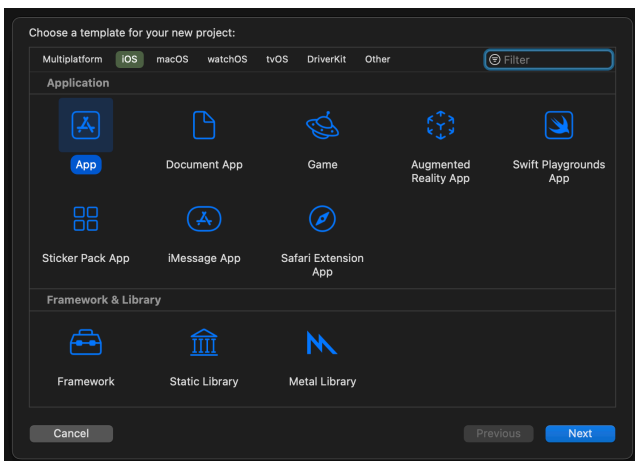 Choose a template for your new project:
Multiplatform iOS macOS watchOS tvOS DriverKit Other Filter
Application
App Document App Game Augmented Reality App Swift Playgrounds App
Sticker Pack App iMessage App Safari Extension App
Framework & Library
Framework Static Library Metal Library
Cancel Previous Next